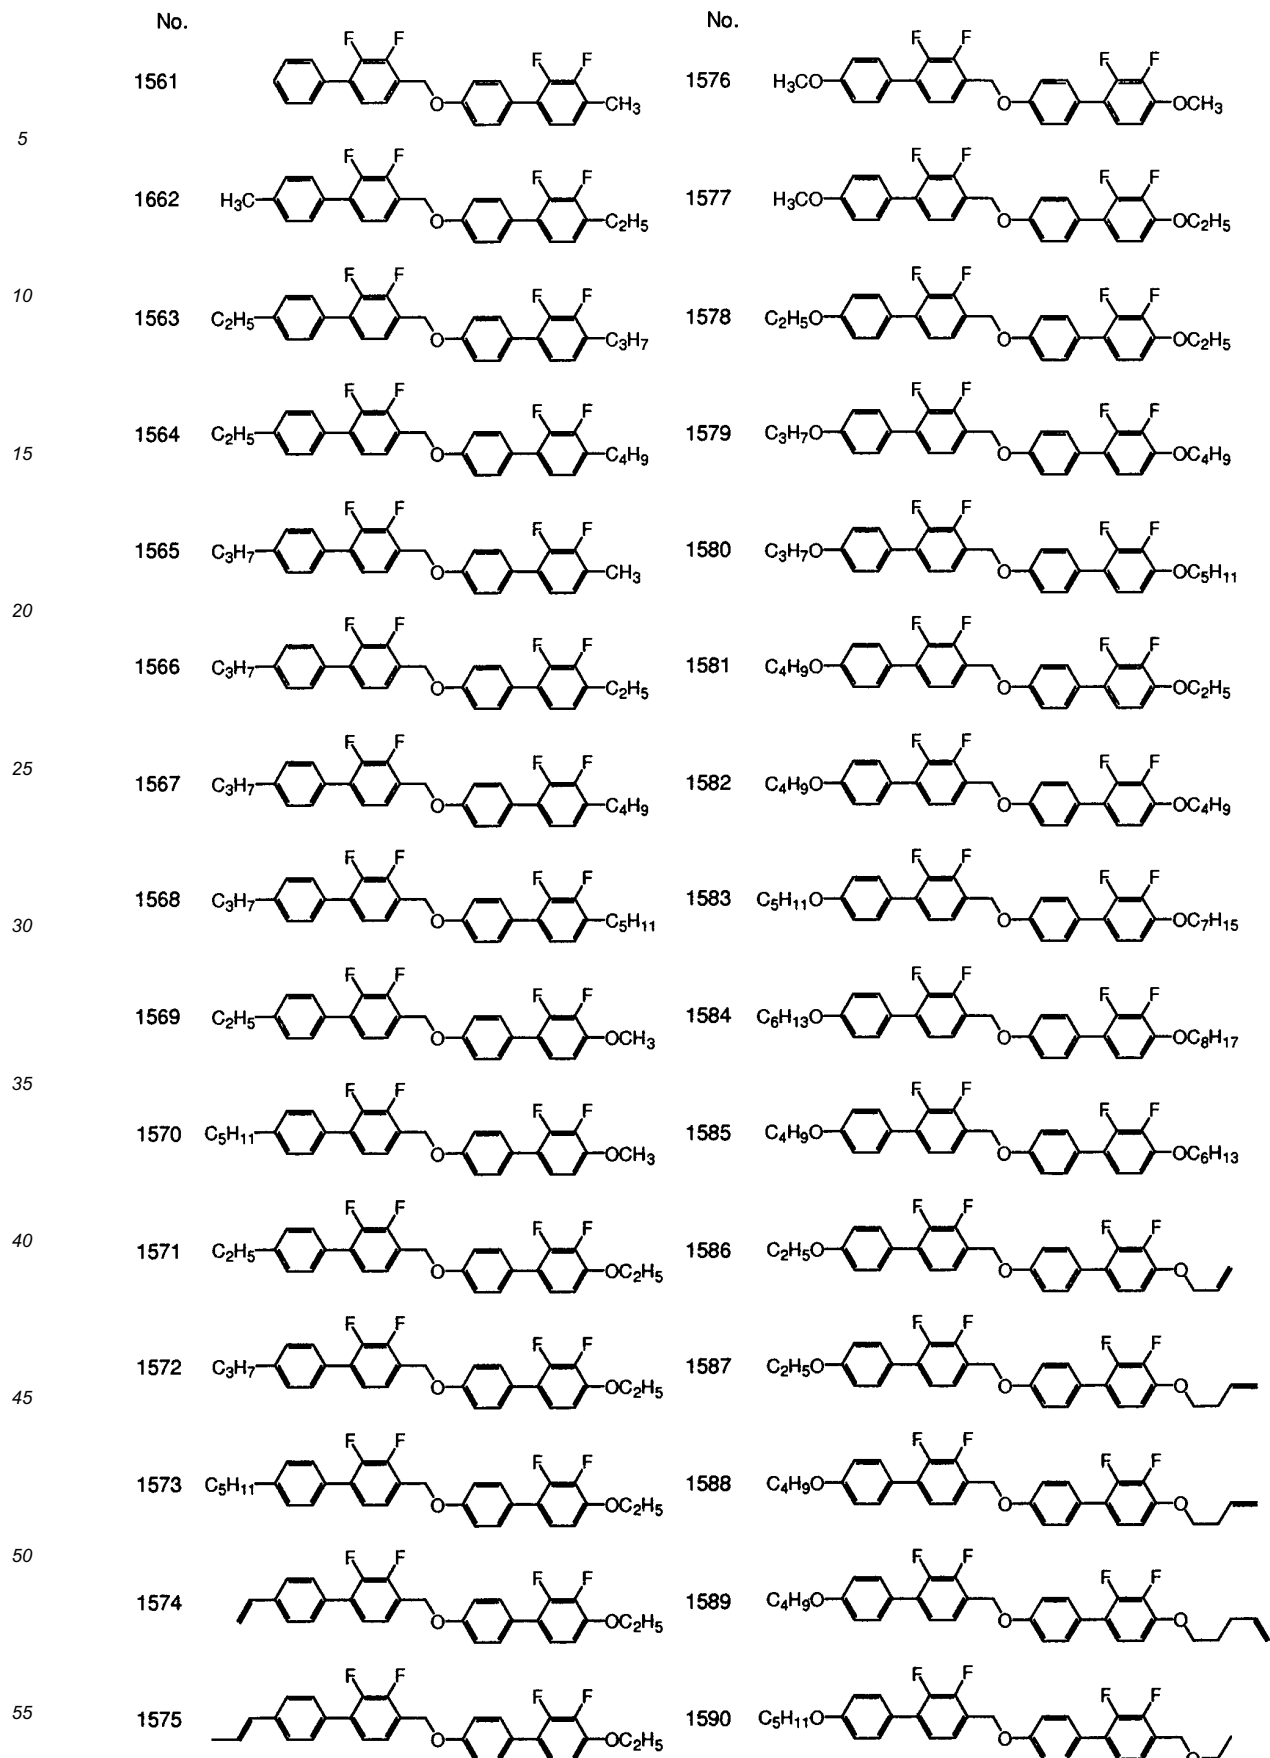 No.
F F F F
1561 O CH3
F F F F
1662 H3C O C2H5
F F F F
1563 C2H5 O C3H7
F F F F
1564 C2H5 O C4H9
F F F F
1565 C3H7 O CH3
F F F F
1566 C3H7 O C2H5
F F F F
1567 C3H7 O C4H9
F F F F
1568 C3H7 O C5H11
F F F F
1569 C2H5 O OCH3
F F F F
1570 C5H11 O OCH3
F F F F
1571 C2H5 O OC2H5
F F F F
1572 C3H7 O OC2H5
F F F F
1573 C5H11 O OC2H5
F F F F
1574 O OC2H5
F F F F
1575 O OC2H5
No.
F F F F
1576 H3CO O OCH3
F F F F
1577 H3CO O OC2H5
F F F F
1578 C2H5O O OC2H5
F F F F
1579 C3H7O O OC4H9
F F F F
1580 C3H7O O OC5H11
F F F F
1581 C4H9O O OC2H5
F F F F
1582 C4H9O O OC4H9
F F F F
1583 C5H11O O OC7H15
F F F F
1584 C6H13O O OC8H17
F F F F
1585 C4H9O O OC6H13
F F F F
1586 C2H5O O O
F F F F
1587 C2H5O O O
F F F F
1588 C4H9O O O
F F F F
1589 C4H9O O O
F F F F
1590 C5H11O O O
5
10
15
20
25
30
35
40
45
50
55